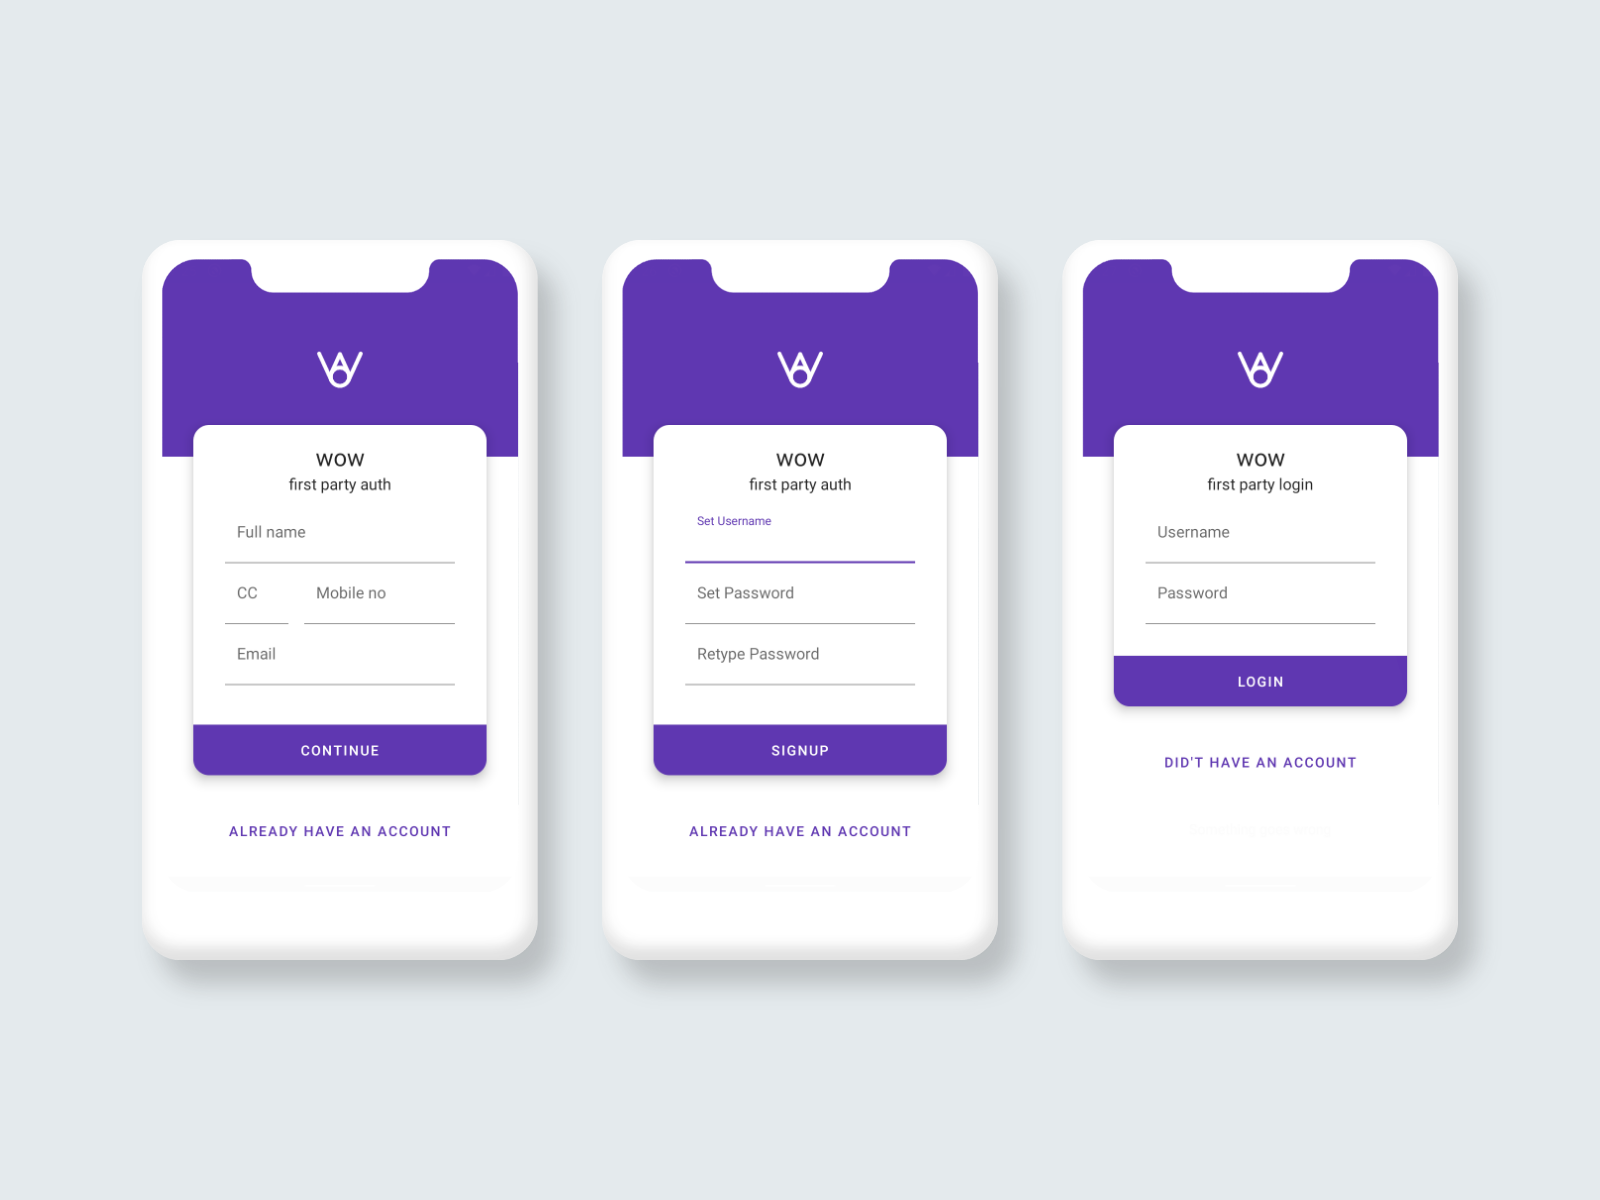 WOW
first party auth
Full name
CC Mobile no
Email
CONTINUE
ALREADY HAVE AN ACCOUNT
WOW
first party auth
Set Username
Set Password
Retype Password
SIGNUP
ALREADY HAVE AN ACCOUNT
WOW
first party login
Username
Password
LOGIN
DID'T HAVE AN ACCOUNT